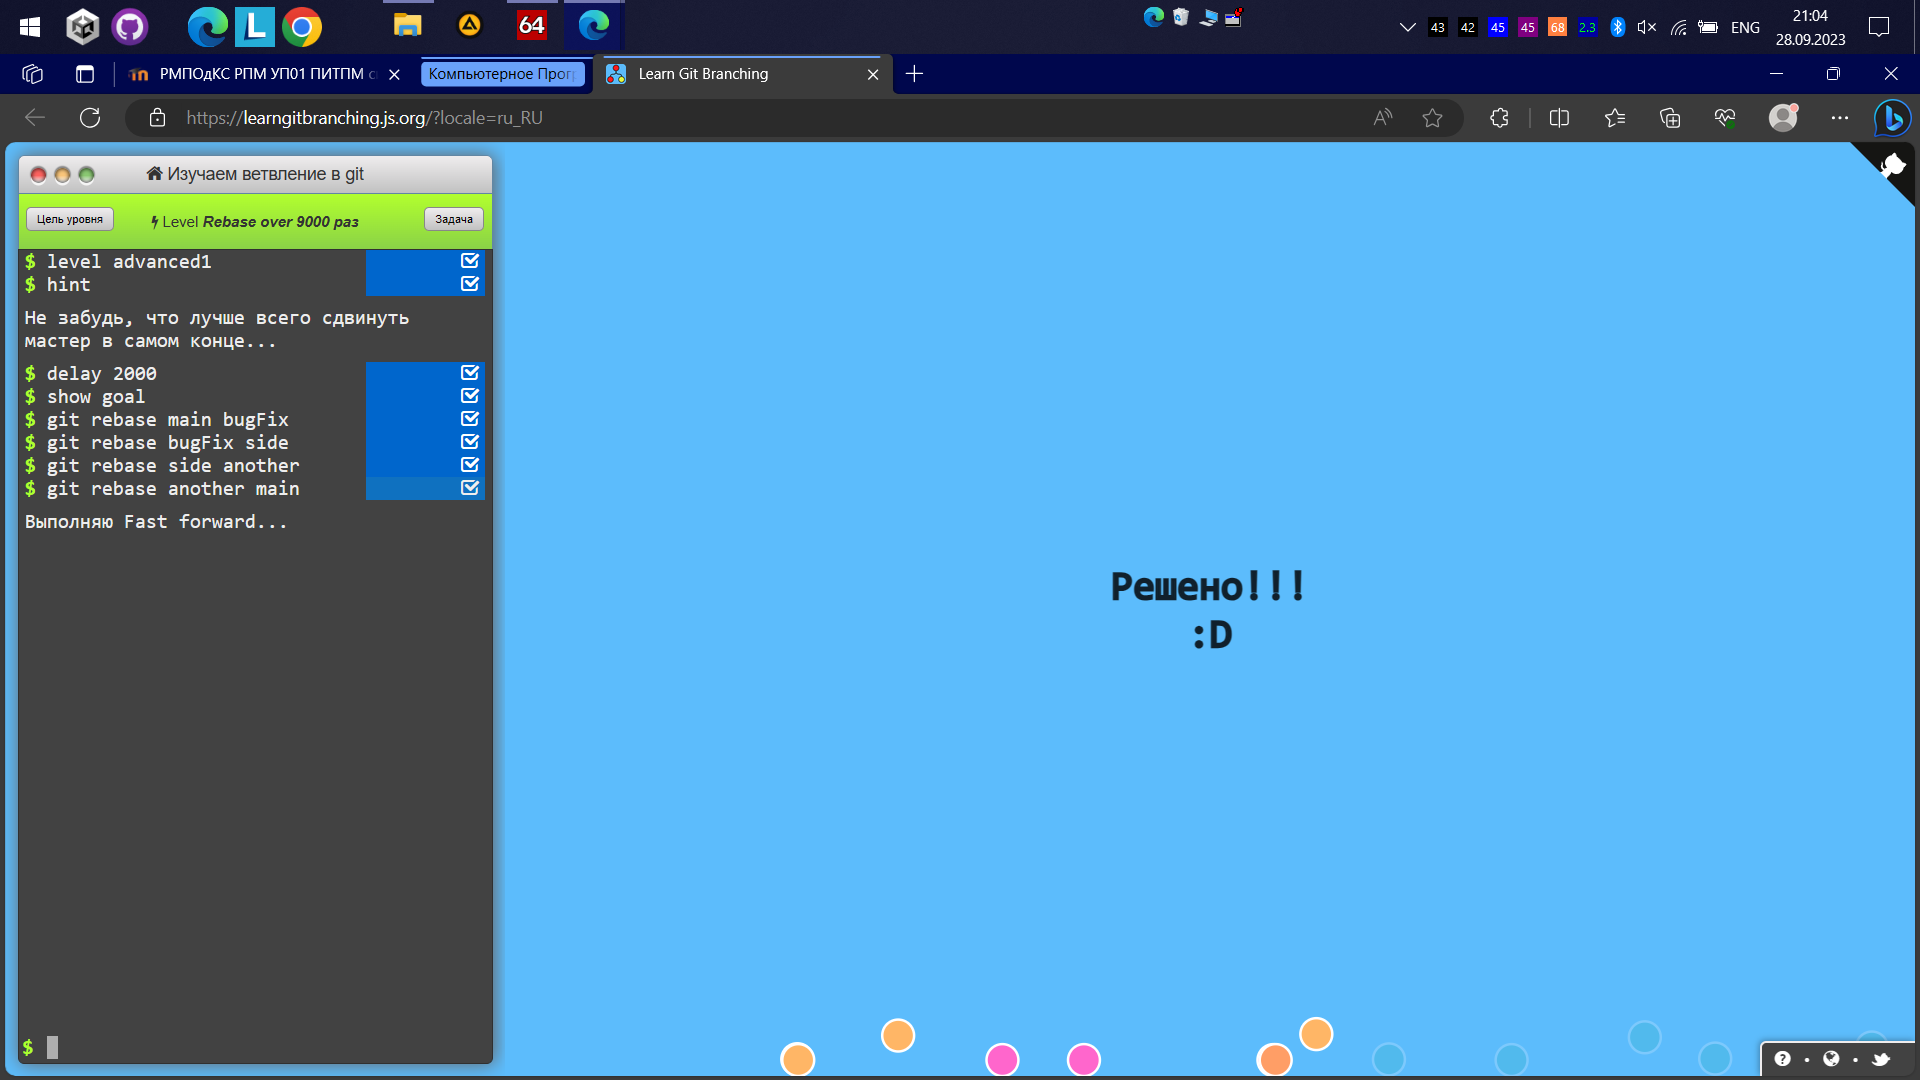 64
43
42
45
45
68
2.3
ENG
21:04
28.09.2023
РМПОдКС РПМ УП01 ПИТПМ
Компьютерное
Learn Git Branching
https://learngitbranching.js.org/?locale=ru_RU
Изучаем ветвление в git
Цель уровня
Level Rebase over 9000 раз
Задача
$ level advanced1
$ hint
Не забудь, что лучше всего сдвинуть
мастер в самом конце...
$ delay 2000
$ show goal
$ git rebase main bugFix
$ git rebase bugFix side
$ git rebase side another
$ git rebase another main
Выполняю Fast forward...
Решено!!!
:D
$